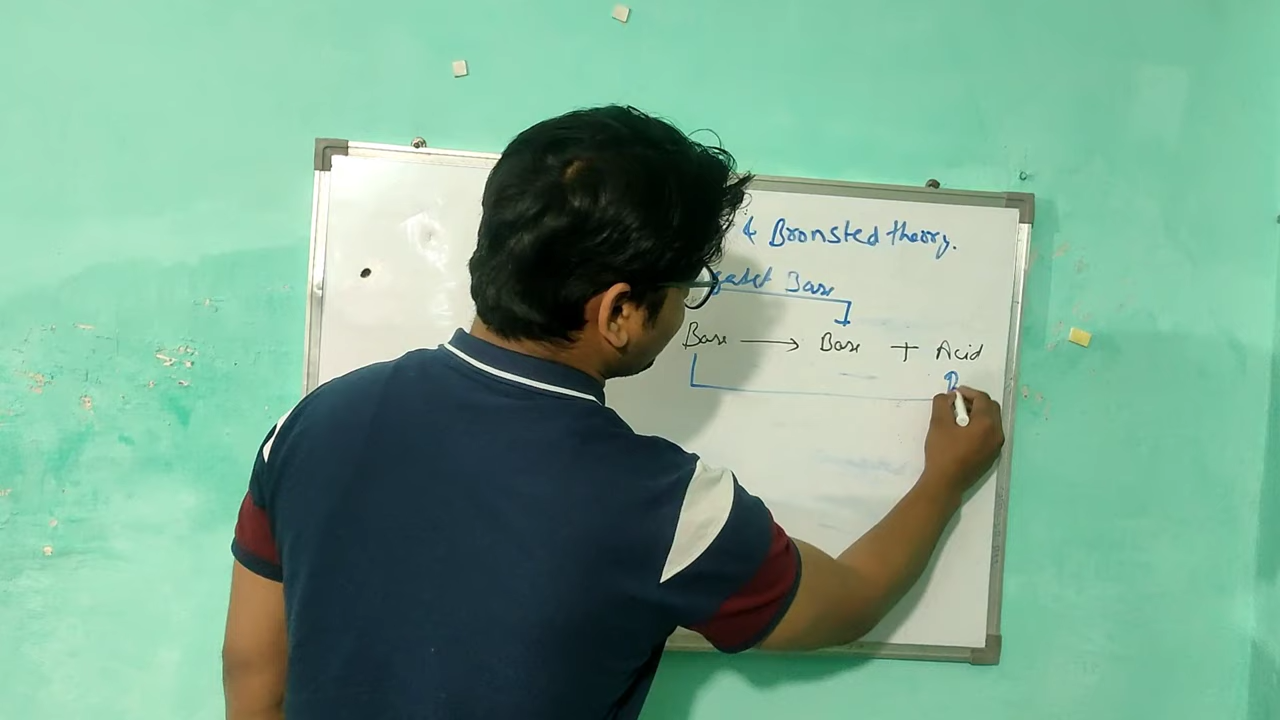 & Bronsted theory.
Base
Base ⟶ Base + Acid